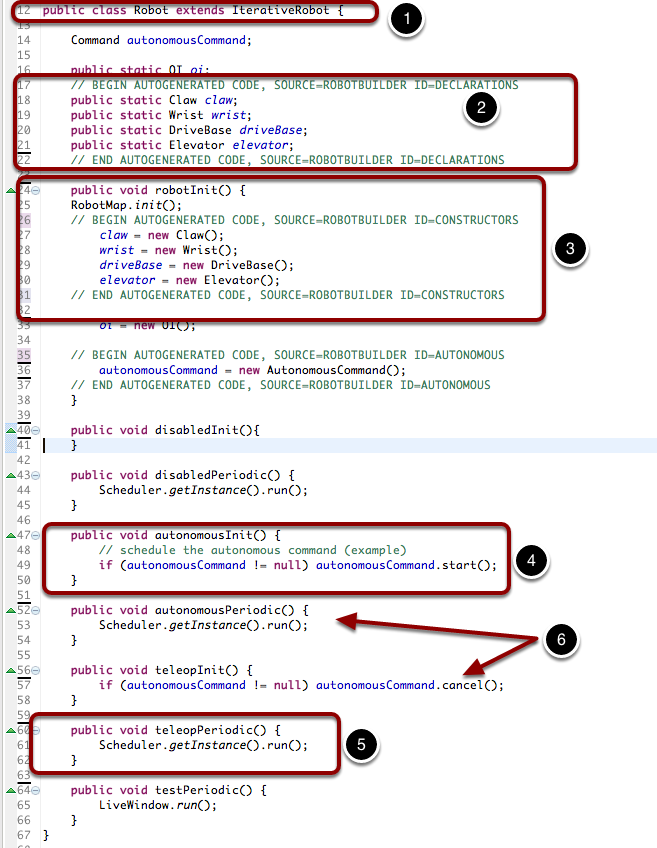 12 public class Robot extends IterativeRobot {
1
13
14 Command autonomousCommand;
15
16 public static OI oi;
17 // BEGIN AUTOGENERATED CODE, SOURCE=ROBOTBUILDER ID=DECLARATIONS
18 public static Claw claw;
2
19 public static Wrist wrist;
20 public static DriveBase driveBase;
21 public static Elevator elevator;
22 // END AUTOGENERATED CODE, SOURCE=ROBOTBUILDER ID=DECLARATIONS
24 public void robotInit() {
25 RobotMap.init();
26 // BEGIN AUTOGENERATED CODE, SOURCE=ROBOTBUILDER ID=CONSTRUCTORS
27 claw = new Claw();
28 wrist = new Wrist();
3
29 driveBase = new DriveBase();
30 elevator = new Elevator();
31 // END AUTOGENERATED CODE, SOURCE=ROBOTBUILDER ID=CONSTRUCTORS
32
33 oi = new OI();
34
35 // BEGIN AUTOGENERATED CODE, SOURCE=ROBOTBUILDER ID=AUTONOMOUS
36 autonomousCommand = new AutonomousCommand();
37 // END AUTOGENERATED CODE, SOURCE=ROBOTBUILDER ID=AUTONOMOUS
38 }
39
40 public void disabledInit(){
41 }
42
43 public void disabledPeriodic() {
44 Scheduler.getInstance().run();
45 }
46
47 public void autonomousInit() {
48 // schedule the autonomous command (example)
49 if (autonomousCommand != null) autonomousCommand.start();
4
50 }
51
52 public void autonomousPeriodic() {
53 Scheduler.getInstance().run();
54 }
6
55
56 public void teleopInit() {
57 if (autonomousCommand != null) autonomousCommand.cancel();
58 }
59
60 public void teleopPeriodic() {
61 Scheduler.getInstance().run();
5
62 }
63
64 public void testPeriodic() {
65 LiveWindow.run();
66 }
67 }